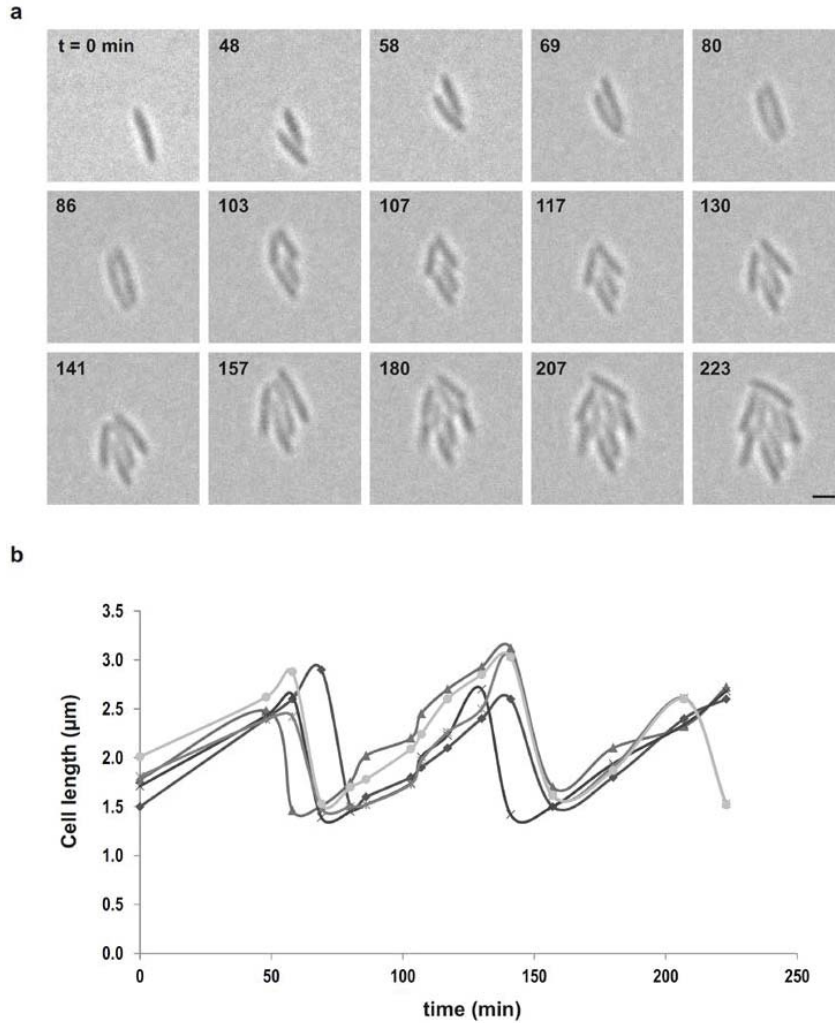 a
t = 0 min 48 58 69 80
86 103 107 117 130
141 157 180 207 223
b
3.5
3.0
2.5
2.0
1.5
1.0
0.5
0.0
Cell length (µm)
0 50 100 150 200 250
time (min)